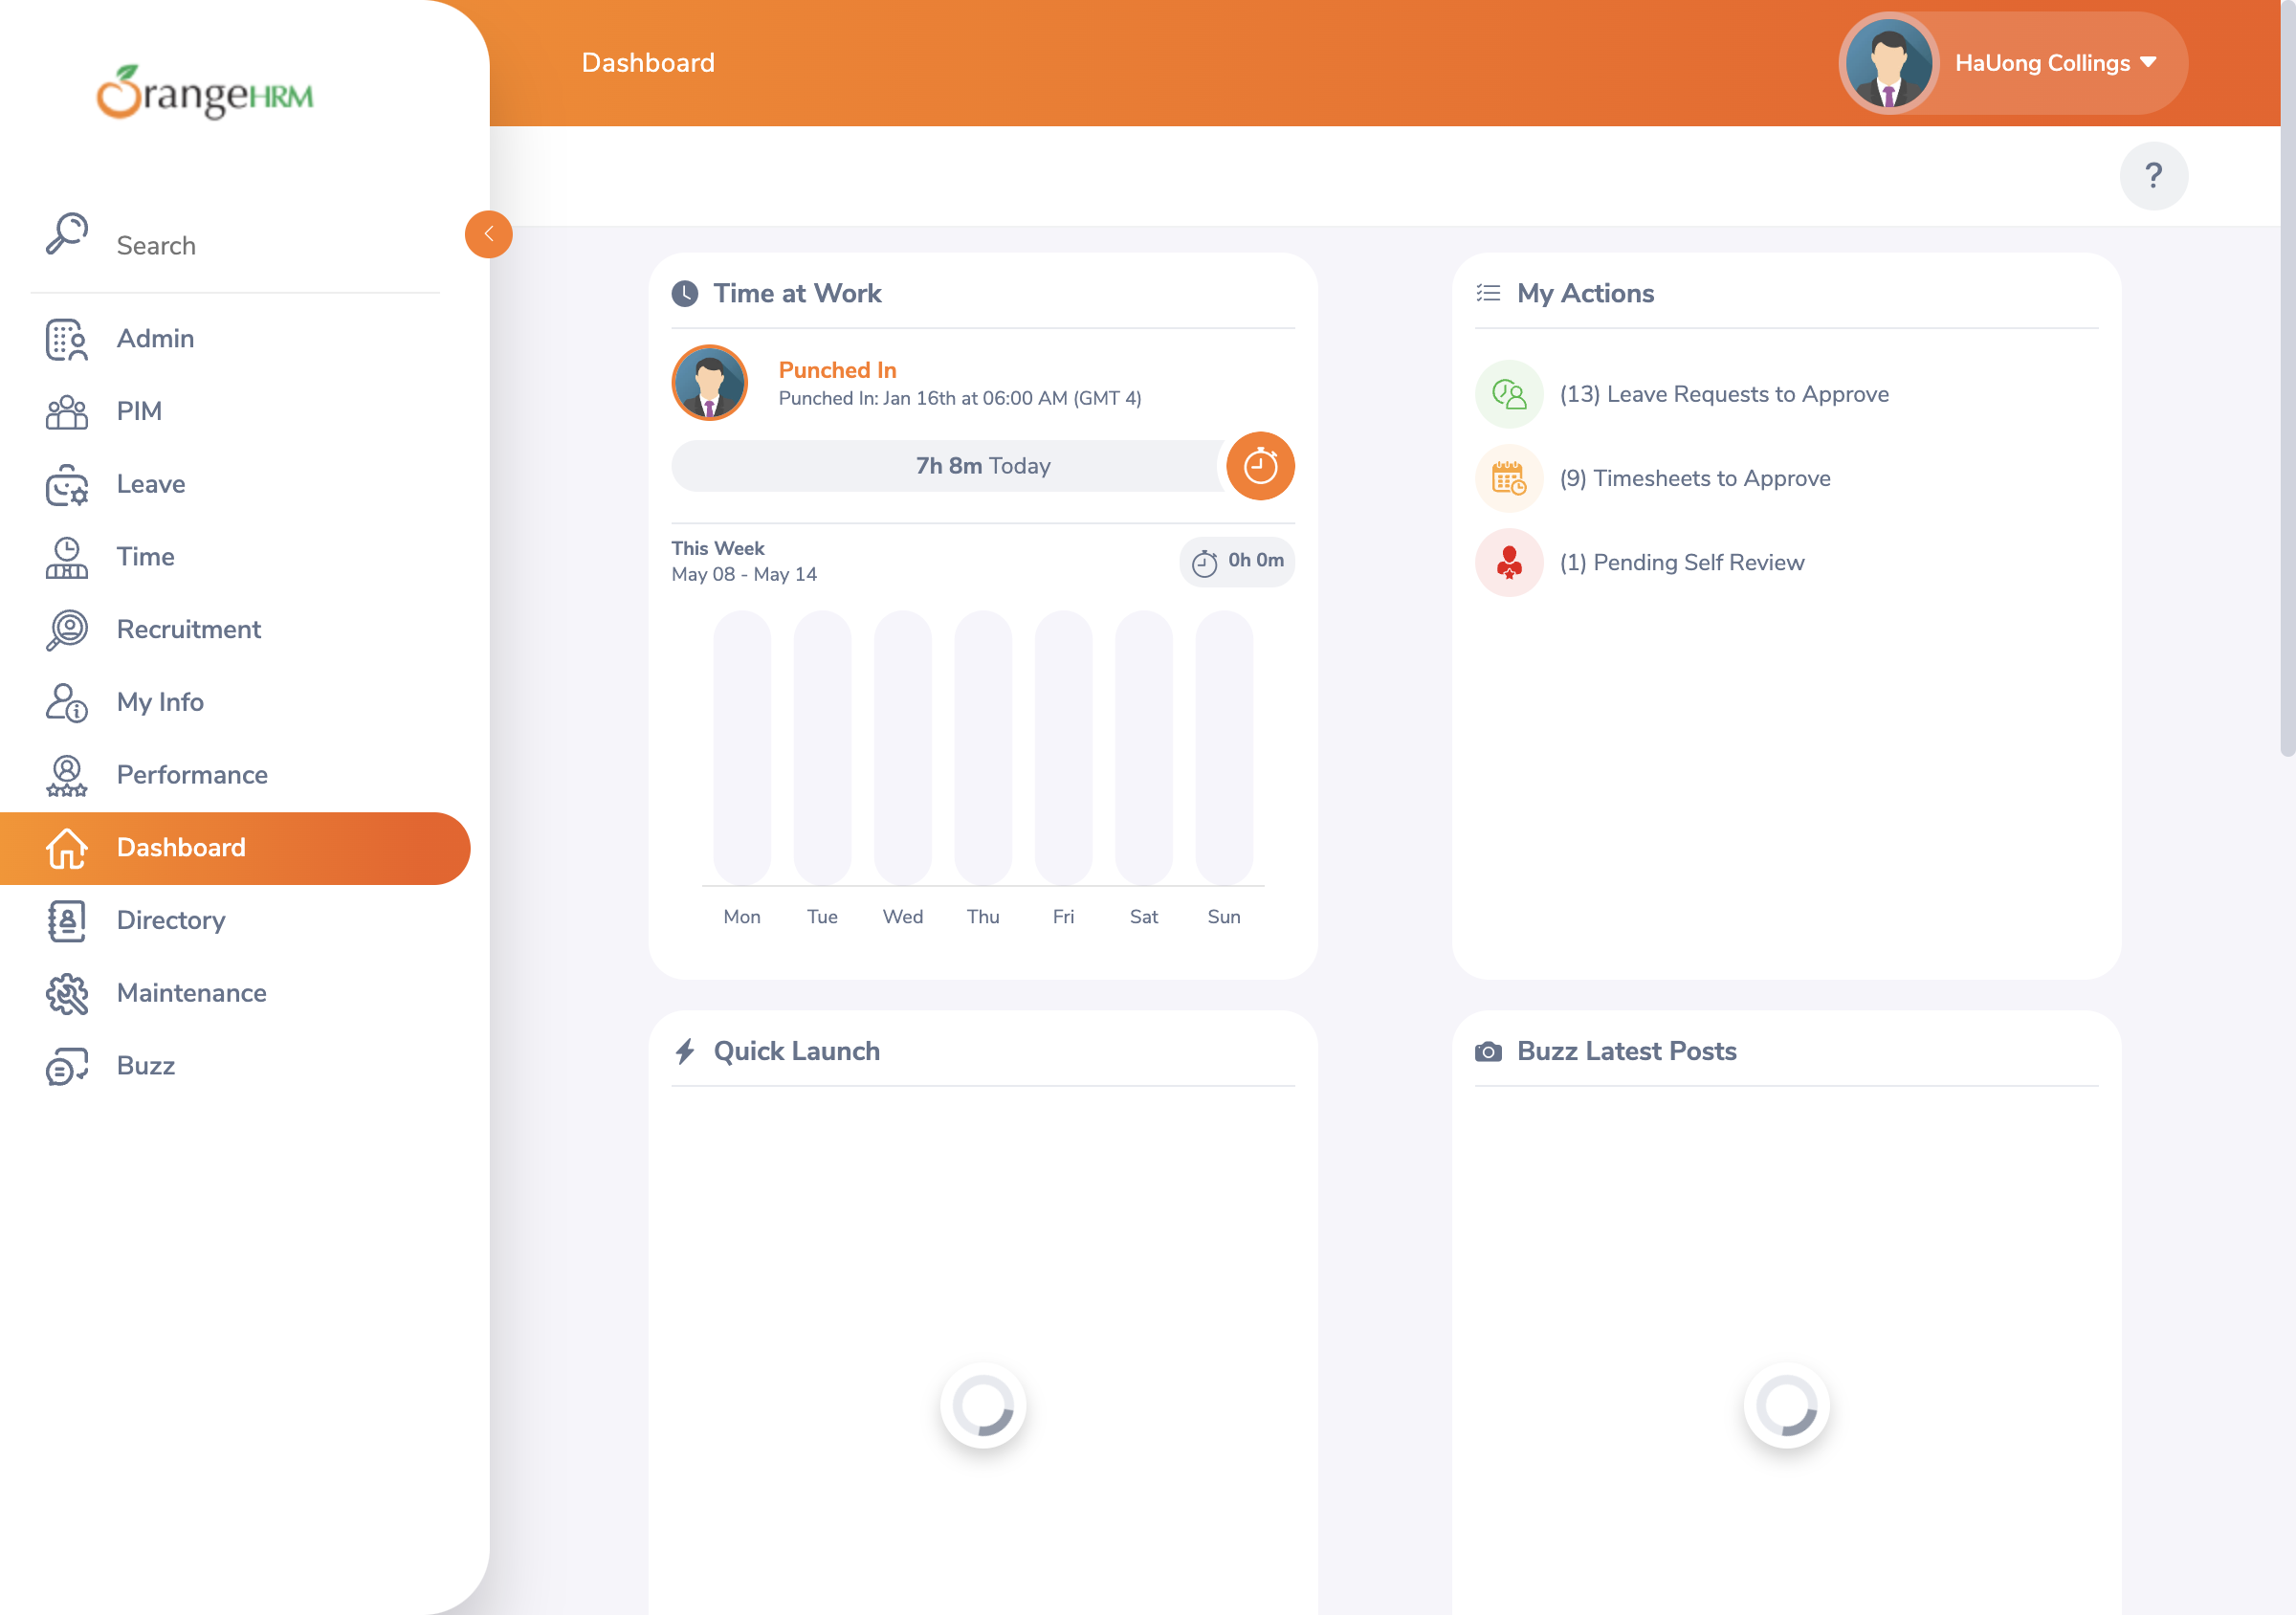 OrangeHRM
Search
Admin
PIM
Leave
Time
Recruitment
My Info
Performance
Dashboard
Directory
Maintenance
Buzz
Dashboard
HaUong Collings
?
Time at Work
Punched In
Punched In: Jan 16th at 06:00 AM (GMT 4)
7h 8m Today
This Week
May 08 - May 14
0h 0m
Mon Tue Wed Thu Fri Sat Sun
My Actions
(13) Leave Requests to Approve
(9) Timesheets to Approve
(1) Pending Self Review
Quick Launch
Buzz Latest Posts